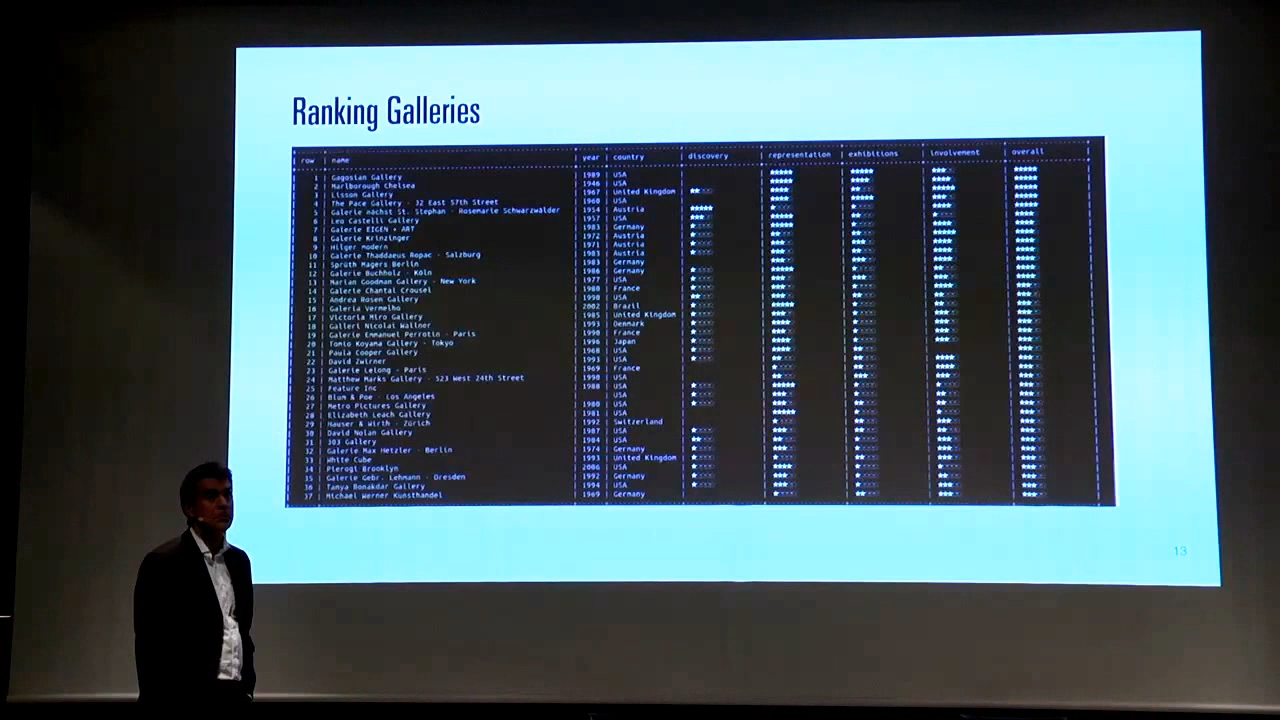 Ranking Galleries
row | name | year | country | discovery | representation | exhibitions | involvement | overall
1 | Gagosian Gallery | 1989 | USA
2 | Marlborough Chelsea | 1946 | USA
3 | Lisson Gallery | 1967 | United Kingdom
4 | The Pace Gallery - 32 East 57th Street | 1960 | USA
5 | Galerie nächst St. Stephan - Rosemarie Schwarzwälder | 1954 | Austria
6 | Leo Castelli Gallery | 1957 | USA
7 | Galerie EIGEN + ART | 1983 | Germany
8 | Galerie Krinzinger | 1972 | Austria
9 | Hilger modern | 1971 | Austria
10 | Galerie Thaddaeus Ropac - Salzburg | 1983 | Austria
11 | Sprüth Magers Berlin | 1983 | Germany
12 | Galerie Buchholz - Köln | 1986 | Germany
13 | Marian Goodman Gallery - New York | 1977 | USA
14 | Galerie Chantal Crousel | 1980 | France
15 | Andrea Rosen Gallery | 1990 | USA
16 | Galeria Vermelho | 2002 | Brazil
17 | Victoria Miro Gallery | 1985 | United Kingdom
18 | Galleri Nicolai Wallner | 1993 | Denmark
19 | Galerie Emmanuel Perrotin - Paris | 1990 | France
20 | Tomio Koyama Gallery - Tokyo | 1996 | Japan
21 | Paula Cooper Gallery | 1968 | USA
22 | David Zwirner | 1993 | USA
23 | Galerie Lelong - Paris | 1969 | France
24 | Matthew Marks Gallery - 523 West 24th Street | 1990 | USA
25 | Feature Inc | 1988 | USA
26 | Blum & Poe - Los Angeles | USA
27 | Metro Pictures Gallery | 1980 | USA
28 | Elizabeth Leach Gallery | 1981 | USA
29 | Hauser & Wirth - Zürich | 1992 | Switzerland
30 | David Nolan Gallery | 1987 | USA
31 | 303 Gallery | 1984 | USA
32 | Galerie Max Hetzler - Berlin | 1974 | Germany
33 | White Cube | 1993 | United Kingdom
34 | Pierogi Brooklyn | 2006 | USA
35 | Galerie Gebr. Lehmann - Dresden | 1992 | Germany
36 | Tanya Bonakdar Gallery | 1994 | USA
37 | Michael Werner Kunsthandel | 1969 | Germany
13